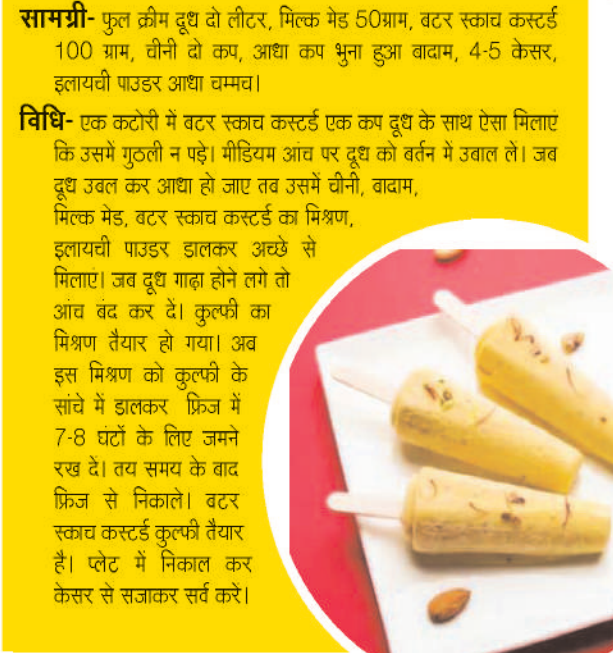 सामग्री- फुल क्रीम दूध दो लीटर, मिल्क मेड 50ग्राम, बटर स्काच कस्टर्ड
100 ग्राम, चीनी दो कप, आधा कप भुना हुआ बादाम, 4-5 केसर,
इलायची पाउडर आधा चम्मच।
विधि- एक कटोरी में बटर स्काच कस्टर्ड एक कप दूध के साथ ऐसा मिलाएं
कि उसमें गुठली न पड़े। मीडियम आंच पर दूध को बर्तन में उबाल लें। जब
दूध उबल कर आधा हो जाए तब उसमें चीनी, बादाम,
मिल्क मेड, बटर स्काच कस्टर्ड का मिश्रण,
इलायची पाउडर डालकर अच्छे से
मिलाएं। जब दूध गाढ़ा होने लगे तो
आंच बंद कर दें। कुल्फी का
मिश्रण तैयार हो गया। अब
इस मिश्रण को कुल्फी के
सांचे में डालकर फ्रिज में
7-8 घंटों के लिए जमने
रख दें। तय समय के बाद
फ्रिज से निकाले। बटर
स्काच कस्टर्ड कुल्फी तैयार
है। प्लेट में निकाल कर
केसर से सजाकर सर्व करें।